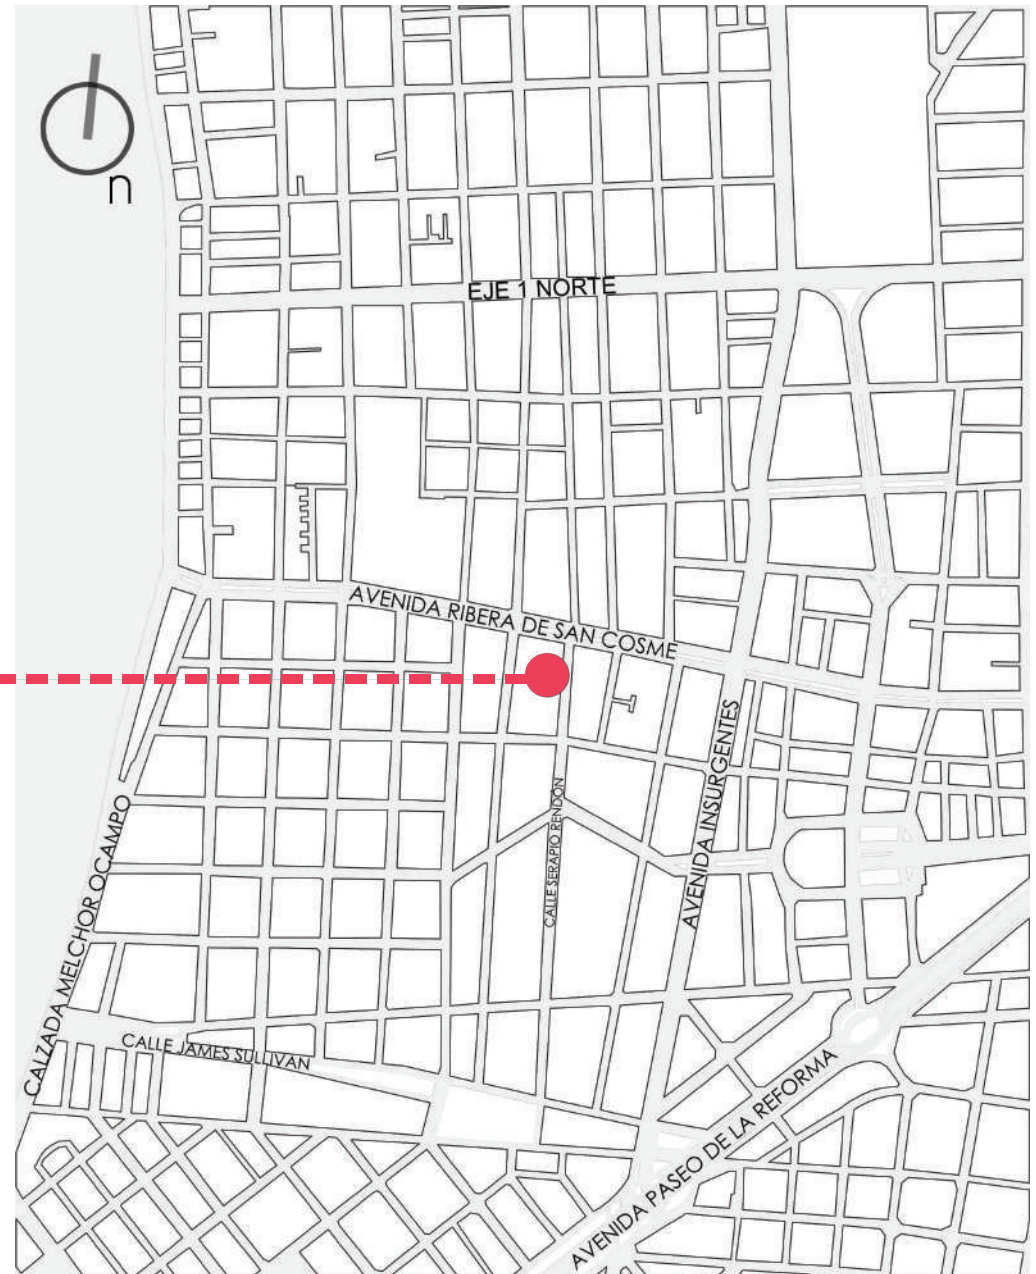 n
EJE 1 NORTE
AVENIDA RIBERA DE SAN COSME
AVENIDA INSURGENTES
CALLE SERAPIO RENDÓN
CALZADA MELCHOR OCAMPO
CALLE JAMES SULLIVAN
AVENIDA PASEO DE LA REFORMA